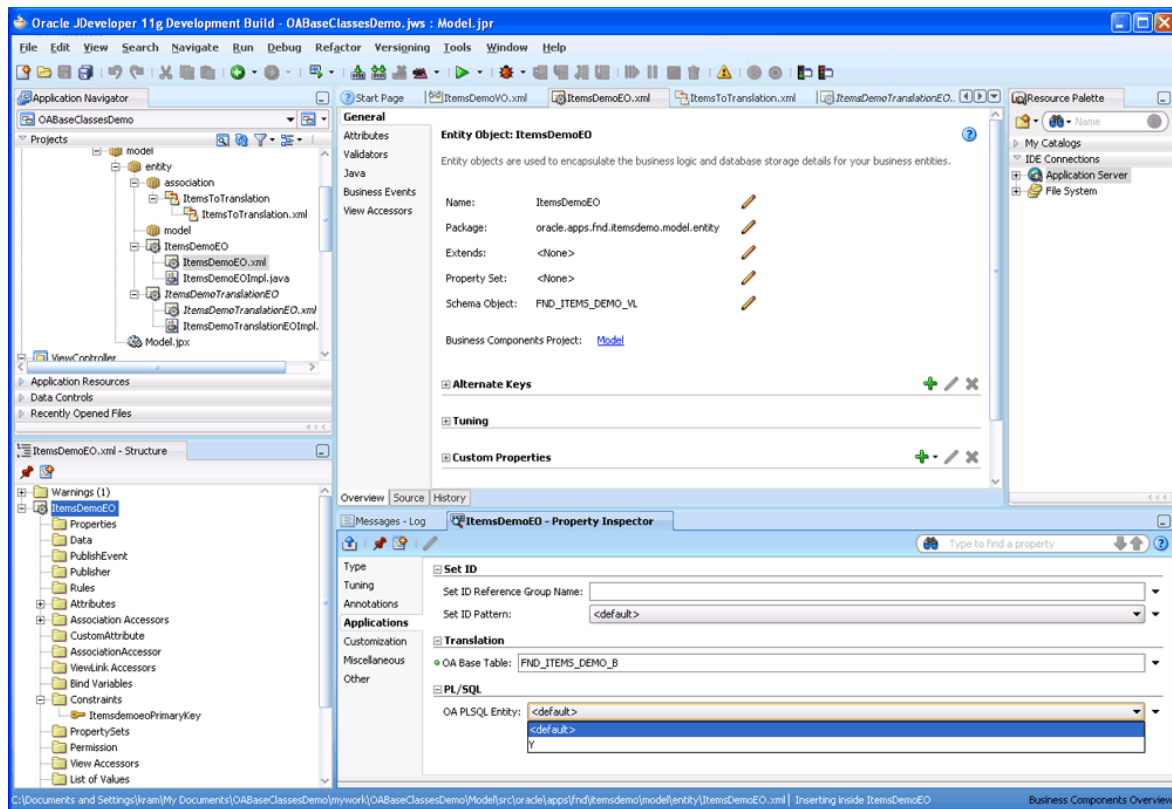 Oracle JDeveloper 11g Development Build - OABaseClassesDemo.jws : Model.jpr
File Edit View Search Navigate Run Debug Refactor Versioning Tools Window Help
Application Navigator
OABaseClassesDemo
Projects
model
entity
association
ItemsToTranslation
ItemsToTranslation.xml
model
ItemsDemoEO
ItemsDemoEO.xml
ItemsDemoEOImpl.java
ItemsDemoTranslationEO
ItemsDemoTranslationEO.xml
ItemsDemoTranslationEOImpl.
Model.jpx
ViewController
Application Resources
Data Controls
Recently Opened Files
ItemsDemoEO.xml - Structure
Warnings (1)
ItemsDemoEO
Properties
Data
PublishEvent
Publisher
Rules
Attributes
Association Accessors
CustomAttribute
AssociationAccessor
ViewLink Accessors
Bind Variables
Constraints
ItemsdemoeoPrimaryKey
PropertySets
Permission
View Accessors
List of Values
Start Page ItemsDemoVO.xml ItemsDemoEO.xml ItemsToTranslation.xml ItemsDemoTranslationEO..
General
Attributes
Validators
Java
Business Events
View Accessors
Entity Object: ItemsDemoEO
Entity objects are used to encapsulate the business logic and database storage details for your business entities.
Name: ItemsDemoEO
Package: oracle.apps.fnd.itemsdemo.model.entity
Extends: <None>
Property Set: <None>
Schema Object: FND_ITEMS_DEMO_VL
Business Components Project: Model
Alternate Keys
Tuning
Custom Properties
Overview Source History
Resource Palette
Name
My Catalogs
IDE Connections
Application Server
File System
Messages - Log ItemsDemoEO - Property Inspector
Type to find a property
Type
Tuning
Annotations
Applications
Customization
Miscellaneous
Other
Set ID
Set ID Reference Group Name:
Set ID Pattern: <default>
Translation
OA Base Table: FND_ITEMS_DEMO_B
PL/SQL
OA PLSQL Entity: <default>
<default>
Y
C:\Documents and Settings\kram\My Documents\OABaseClassesDemo\mywork\OABaseClassesDemo\Model\src\oracle\apps\fnd\itemsdemo\model\entity\ItemsDemoEO.xml Inserting inside ItemsDemoEO Business Components Overview